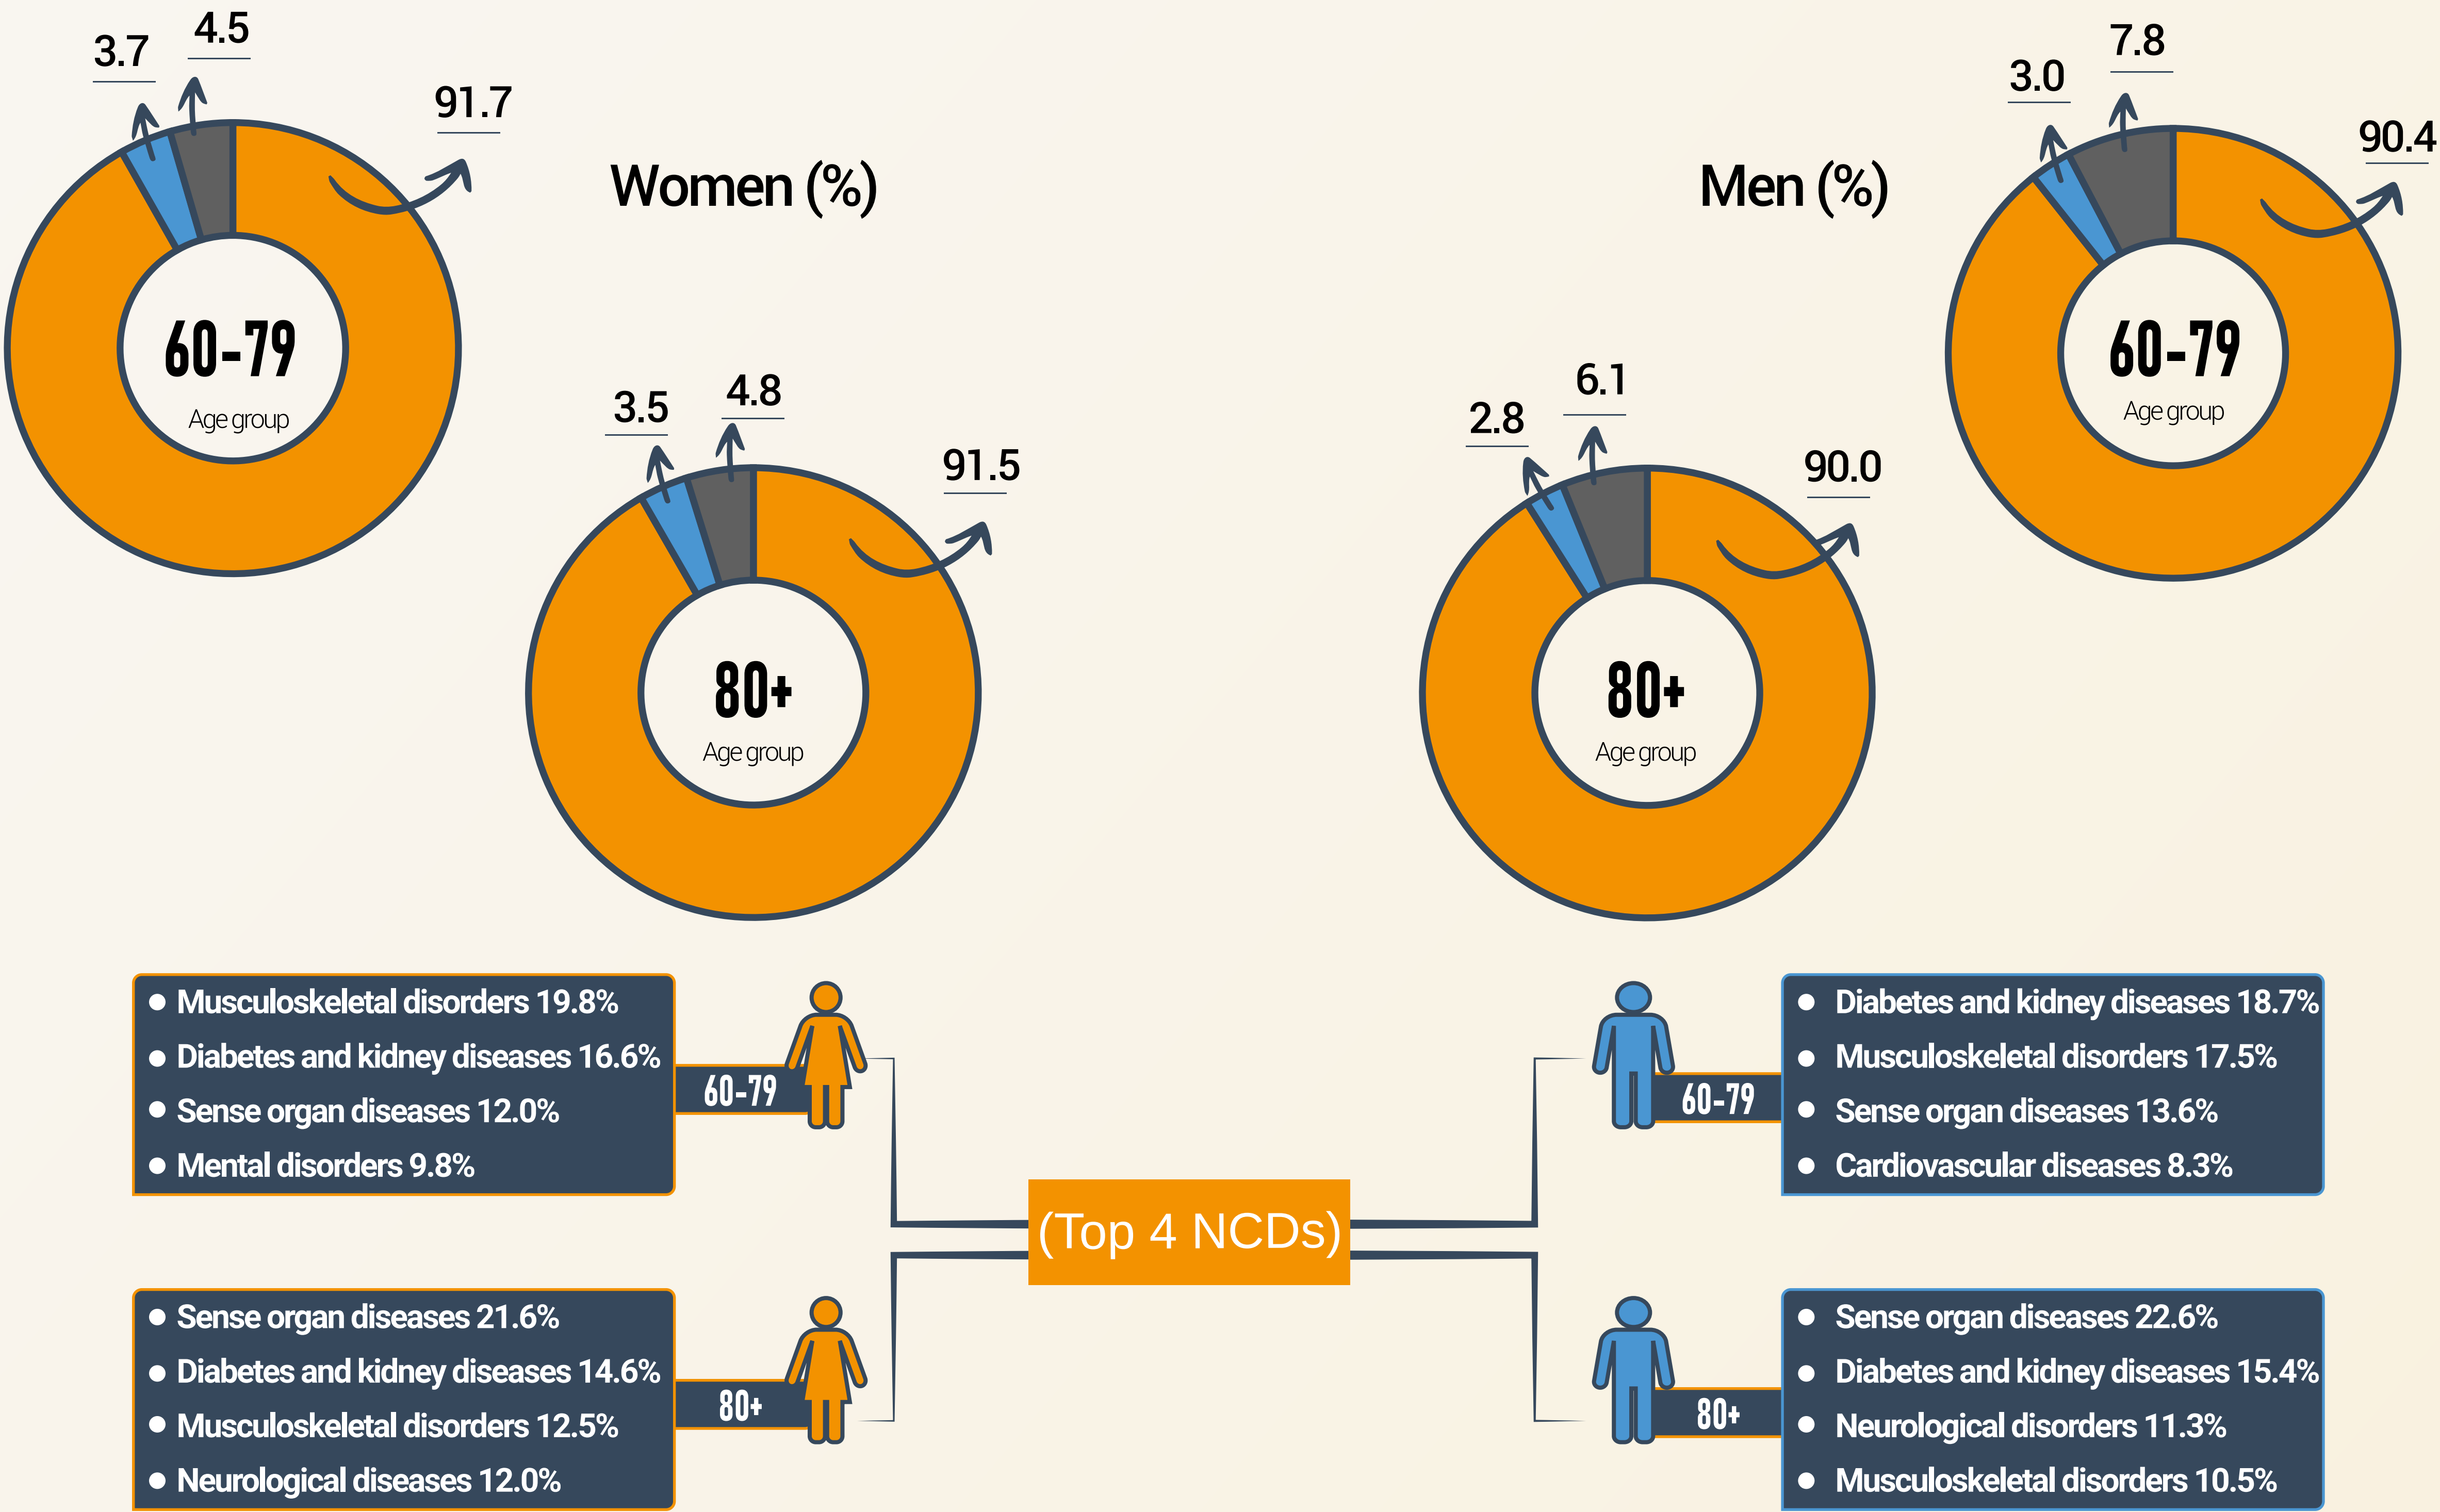 3.7
4.5
91.7
60-79
Age group
Women (%)
3.5
4.8
91.5
80+
Age group
Men (%)
3.0
7.8
90.4
60-79
Age group
2.8
6.1
90.0
80+
Age group
Musculoskeletal disorders 19.8%
Diabetes and kidney diseases 16.6%
Sense organ diseases 12.0%
Mental disorders 9.8%
60-79
60-79
Diabetes and kidney diseases 18.7%
Musculoskeletal disorders 17.5%
Sense organ diseases 13.6%
Cardiovascular diseases 8.3%
(Top 4 NCDs)
Sense organ diseases 21.6%
Diabetes and kidney diseases 14.6%
Musculoskeletal disorders 12.5%
Neurological diseases 12.0%
80+
80+
Sense organ diseases 22.6%
Diabetes and kidney diseases 15.4%
Neurological disorders 11.3%
Musculoskeletal disorders 10.5%